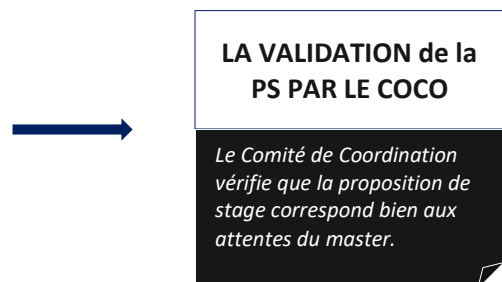 LA VALIDATION de la
PS PAR LE COCO
Le Comité de Coordination
vérifie que la proposition de
stage correspond bien aux
attentes du master.